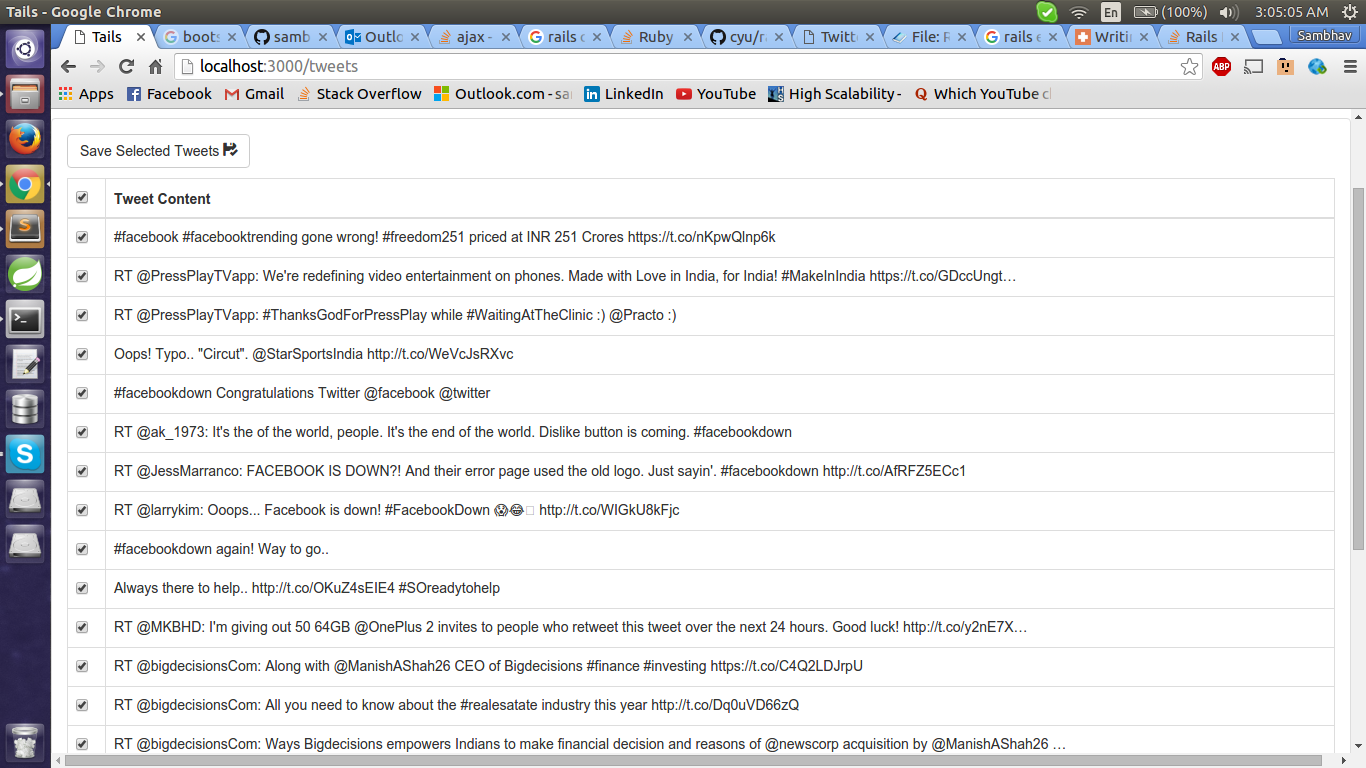 Tails - Google Chrome
En
(100%)
3:05:05 AM
Tails
boots
samb
Outlo
ajax -
rails c
Ruby
cyu/r
Twitt
File: R
rails e
Writi
Rails
Sambhav
localhost:3000/tweets
ABP
Apps
Facebook
Gmail
Stack Overflow
Outlook.com - sa
LinkedIn
YouTube
High Scalability -
Which YouTube c
Save Selected Tweets
Tweet Content
#facebook #facebooktrending gone wrong! #freedom251 priced at INR 251 Crores https://t.co/nKpwQlnp6k
RT @PressPlayTVapp: We're redefining video entertainment on phones. Made with Love in India, for India! #MakeInIndia https://t.co/GDccUngt…
RT @PressPlayTVapp: #ThanksGodForPressPlay while #WaitingAtTheClinic :) @Practo :)
Oops! Typo.. "Circut". @StarSportsIndia http://t.co/WeVcJsRXvc
#facebookdown Congratulations Twitter @facebook @twitter
RT @ak_1973: It's the of the world, people. It's the end of the world. Dislike button is coming. #facebookdown
RT @JessMarranco: FACEBOOK IS DOWN?! And their error page used the old logo. Just sayin'. #facebookdown http://t.co/AfRFZ5ECc1
RT @larrykim: Ooops... Facebook is down! #FacebookDown 😱😂 http://t.co/WIGkU8kFjc
#facebookdown again! Way to go..
Always there to help.. http://t.co/OKuZ4sEIE4 #SOreadytohelp
RT @MKBHD: I'm giving out 50 64GB @OnePlus 2 invites to people who retweet this tweet over the next 24 hours. Good luck! http://t.co/y2nE7X…
RT @bigdecisionsCom: Along with @ManishAShah26 CEO of Bigdecisions #finance #investing https://t.co/C4Q2LDJrpU
RT @bigdecisionsCom: All you need to know about the #realesatate industry this year http://t.co/Dq0uVD66zQ
RT @bigdecisionsCom: Ways Bigdecisions empowers Indians to make financial decision and reasons of @newscorp acquisition by @ManishAShah26 …